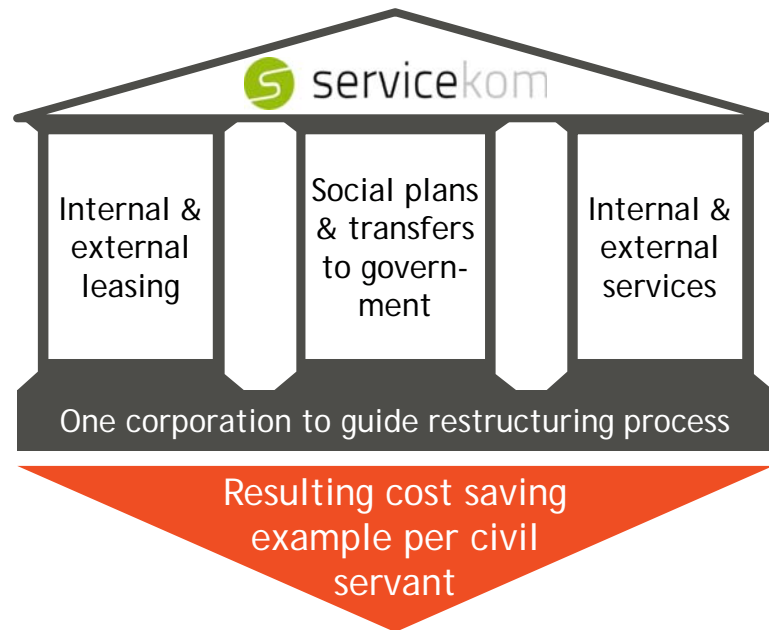 servicekom
Internal &
external
leasing
Social plans
& transfers
to govern-
ment
Internal &
external
services
One corporation to guide restructuring process
Resulting cost saving
example per civil
servant